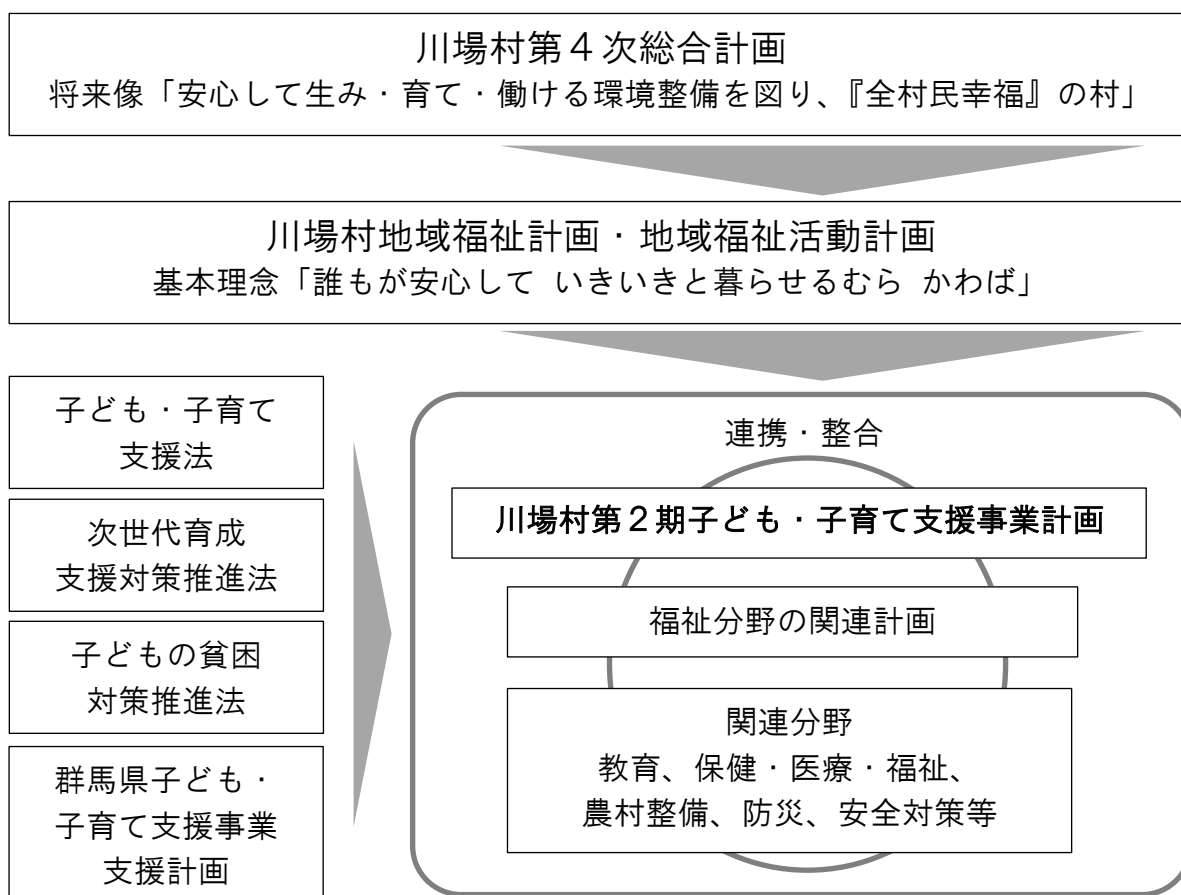 川場村第４次総合計画
将来像「安心して生み・育て・働ける環境整備を図り、『全村民幸福』の村」
川場村地域福祉計画・地域福祉活動計画
基本理念「誰もが安心して いきいきと暮らせるむら かわば」
子ども・子育て
支援法
次世代育成
支援対策推進法
子どもの貧困
対策推進法
群馬県子ども・
子育て支援事業
支援計画
連携・整合
川場村第２期子ども・子育て支援事業計画
福祉分野の関連計画
関連分野
教育、保健・医療・福祉、
農村整備、防災、安全対策等